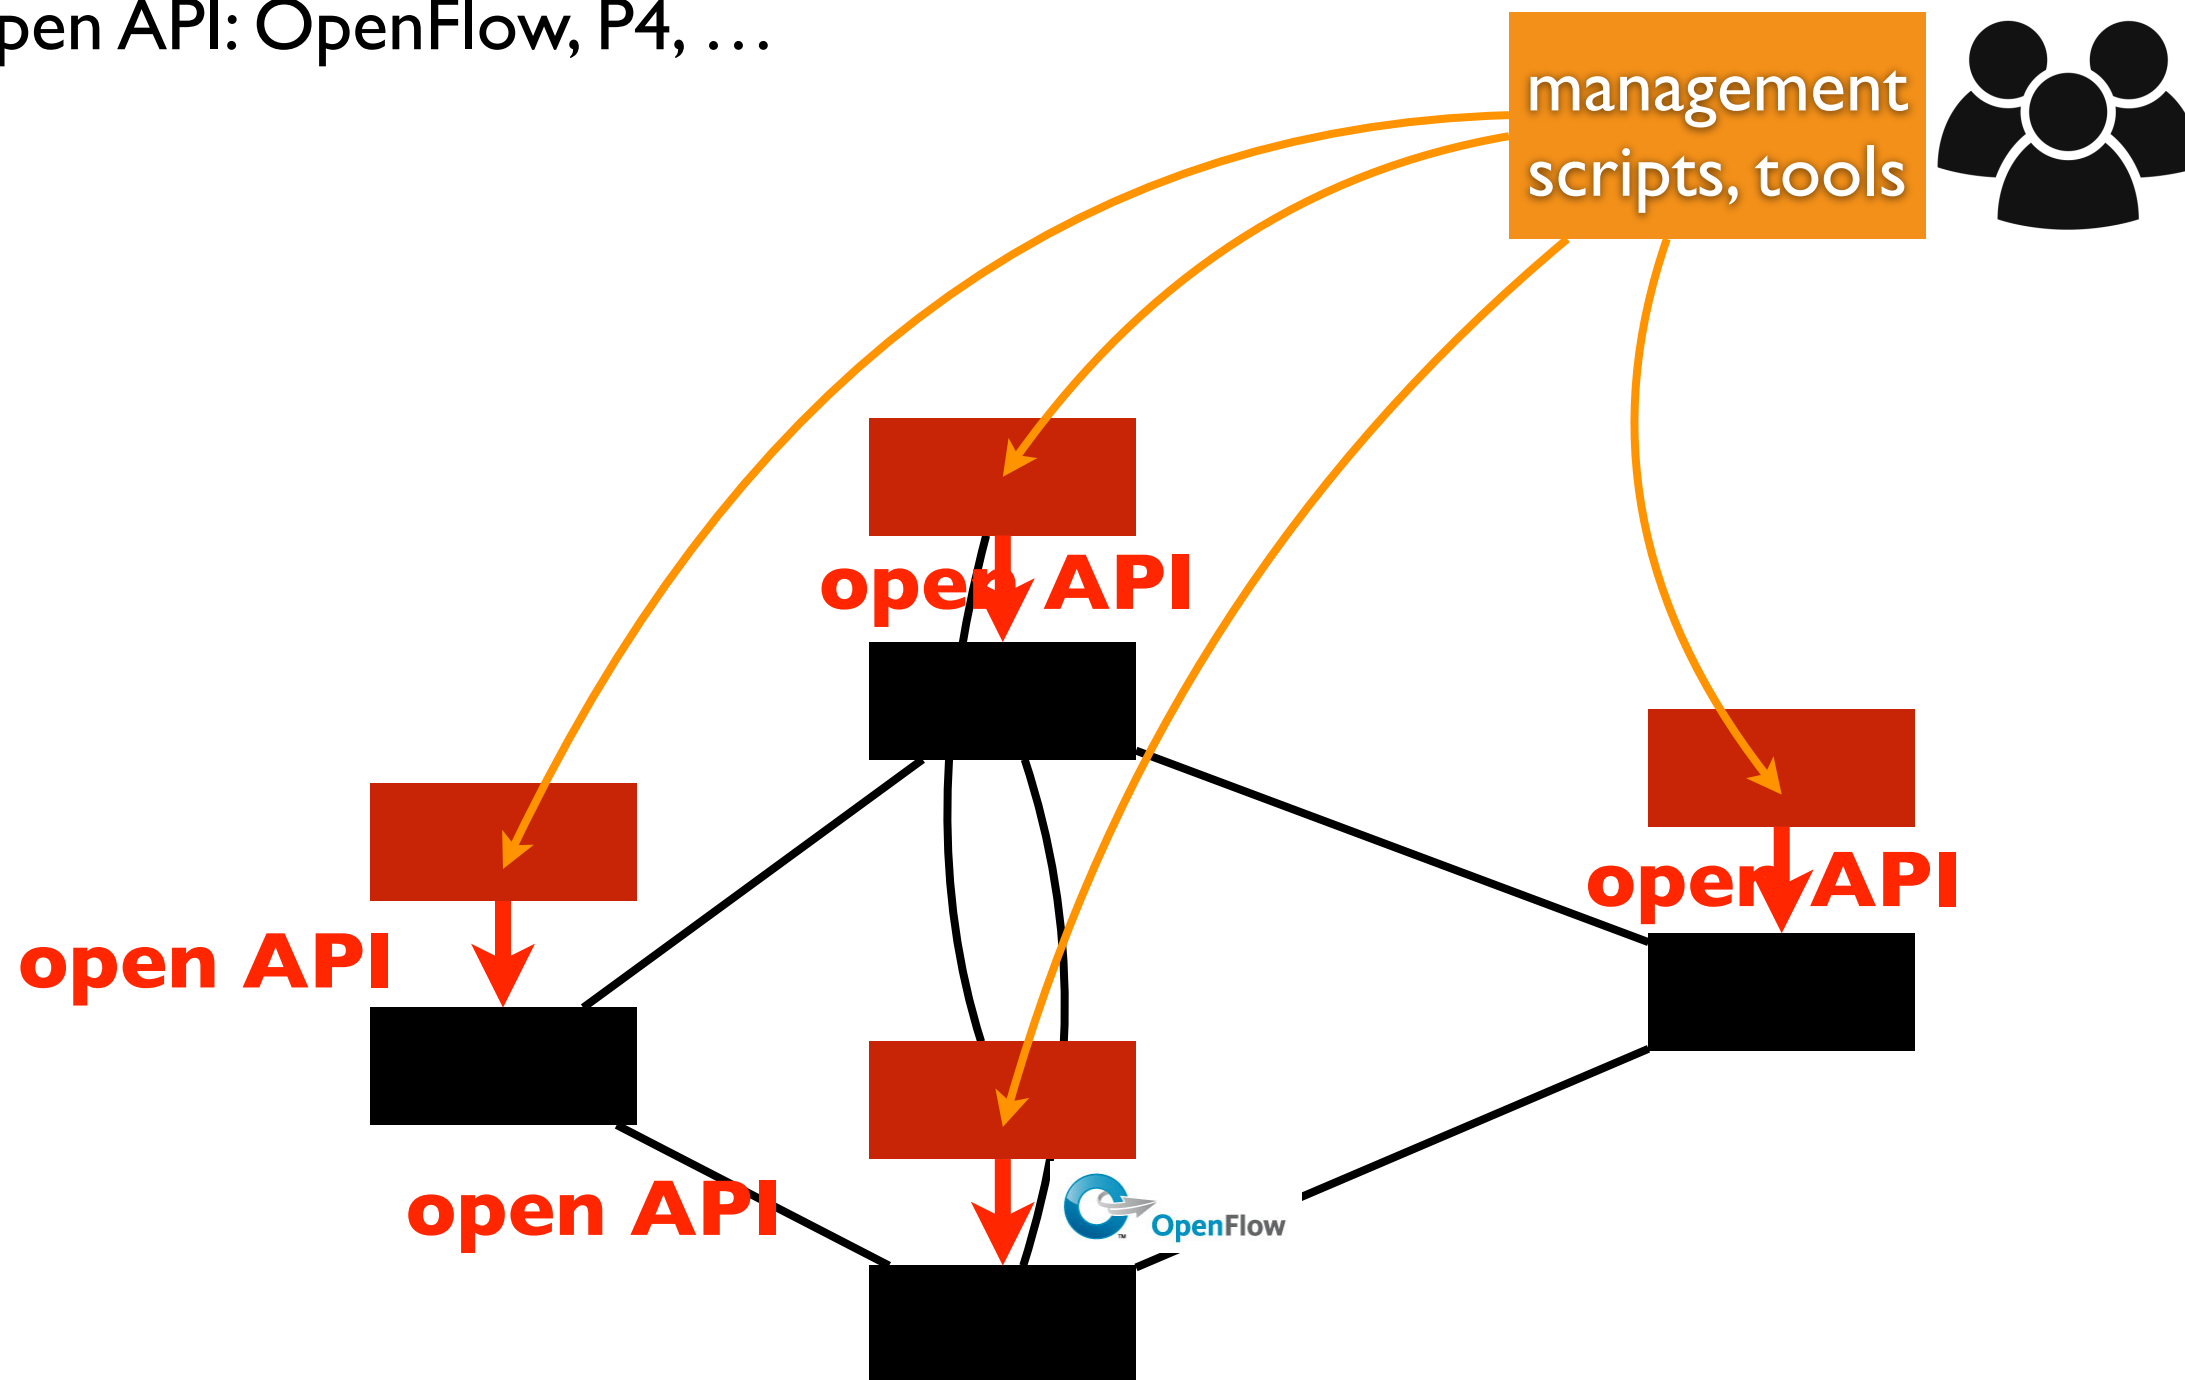 pen API: OpenFlow, P4, …
management
scripts, tools
open API
open API
open API
open API
OpenFlow